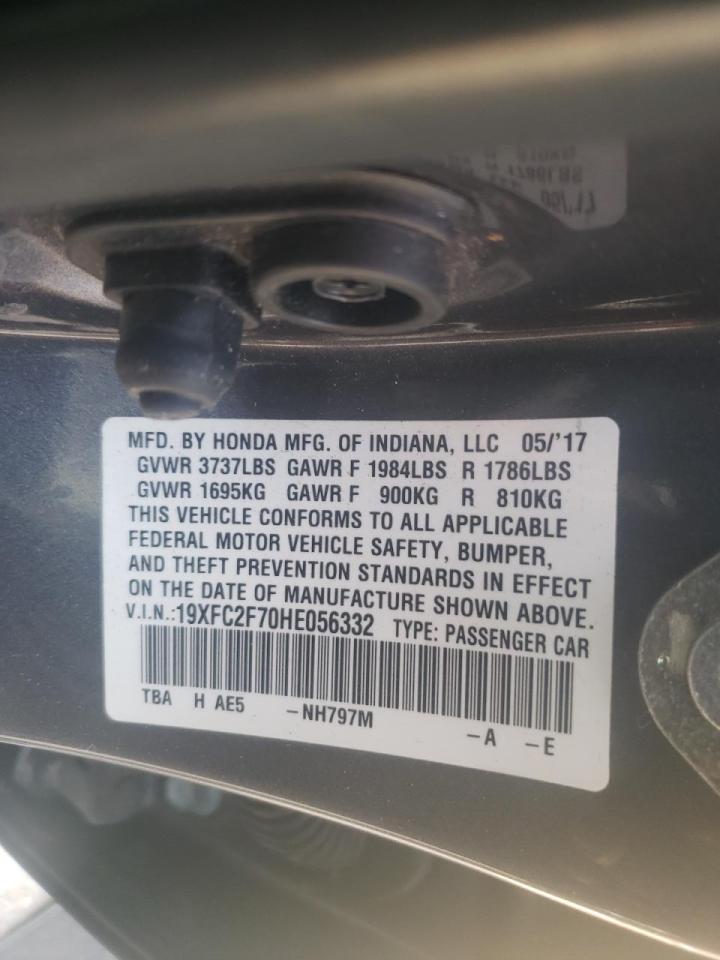 MFD. BY HONDA MFG. OF INDIANA, LLC 05/'17
GVWR 3737LBS GAWR F 1984LBS R 1786LBS
GVWR 1695KG GAWR F 900KG R 810KG
THIS VEHICLE CONFORMS TO ALL APPLICABLE
FEDERAL MOTOR VEHICLE SAFETY, BUMPER,
AND THEFT PREVENTION STANDARDS IN EFFECT
ON THE DATE OF MANUFACTURE SHOWN ABOVE.
V.I.N.:19XFC2F70HE056332 TYPE: PASSENGER CAR
TBA H AE5 -NH797M -A -E